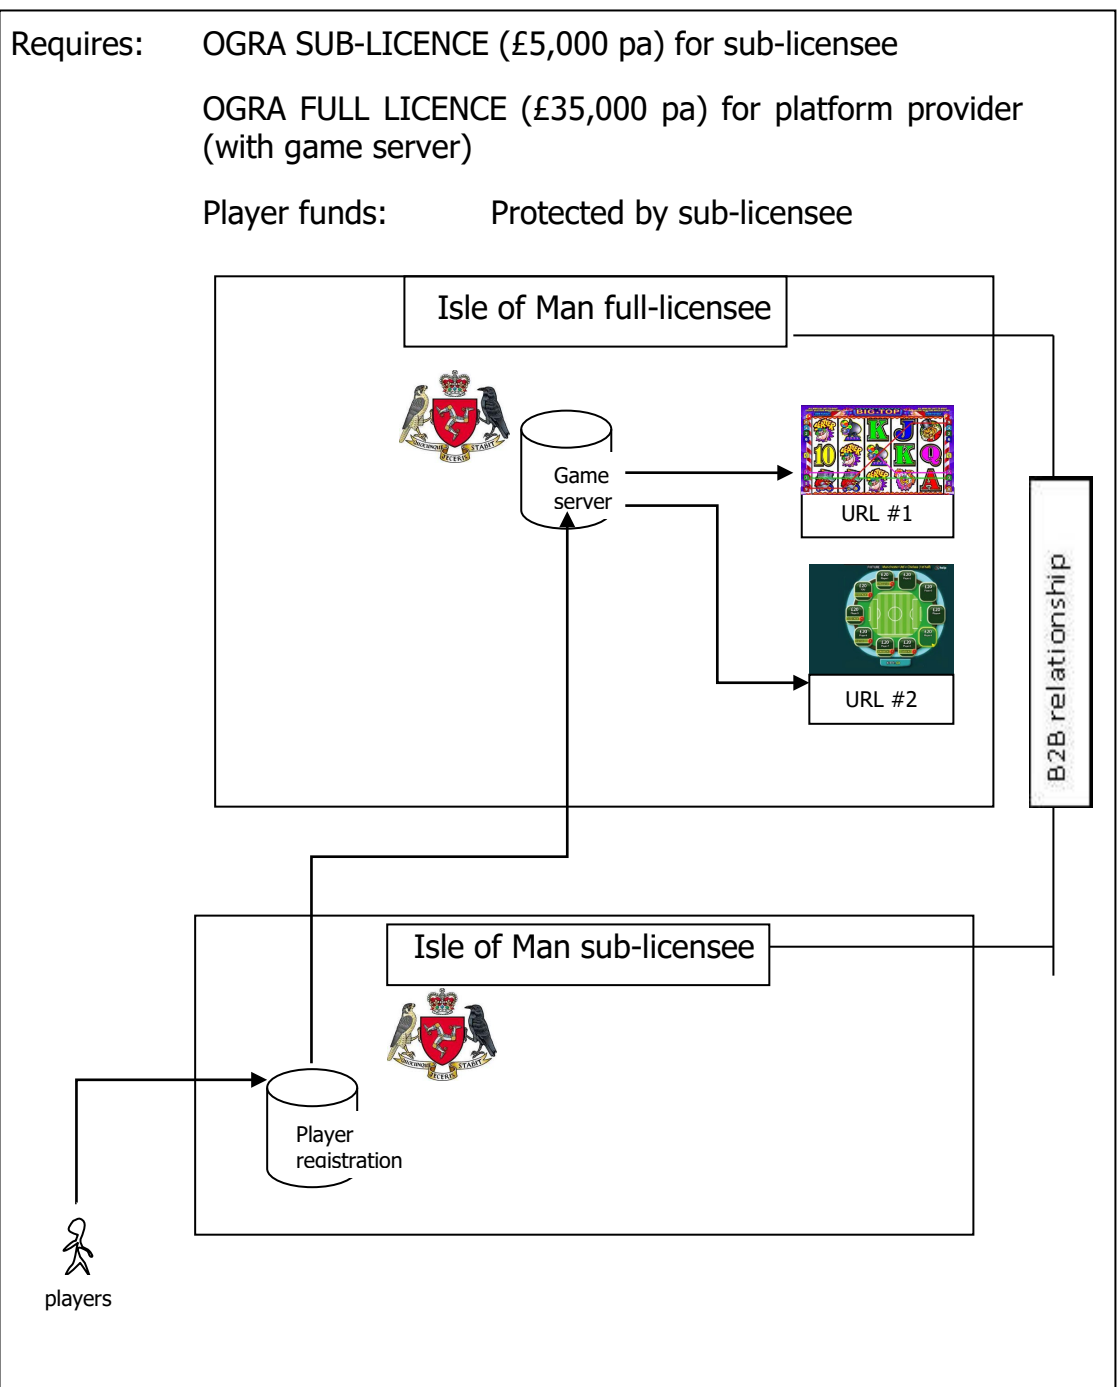 Requires: OGRA SUB-LICENCE (£5,000 pa) for sub-licensee
OGRA FULL LICENCE (£35,000 pa) for platform provider
(with game server)
Player funds: Protected by sub-licensee
Isle of Man full-licensee
BIG-TOP
Game
server
URL #1
B2B relationship
URL #2
Isle of Man sub-licensee
Player
registration
players